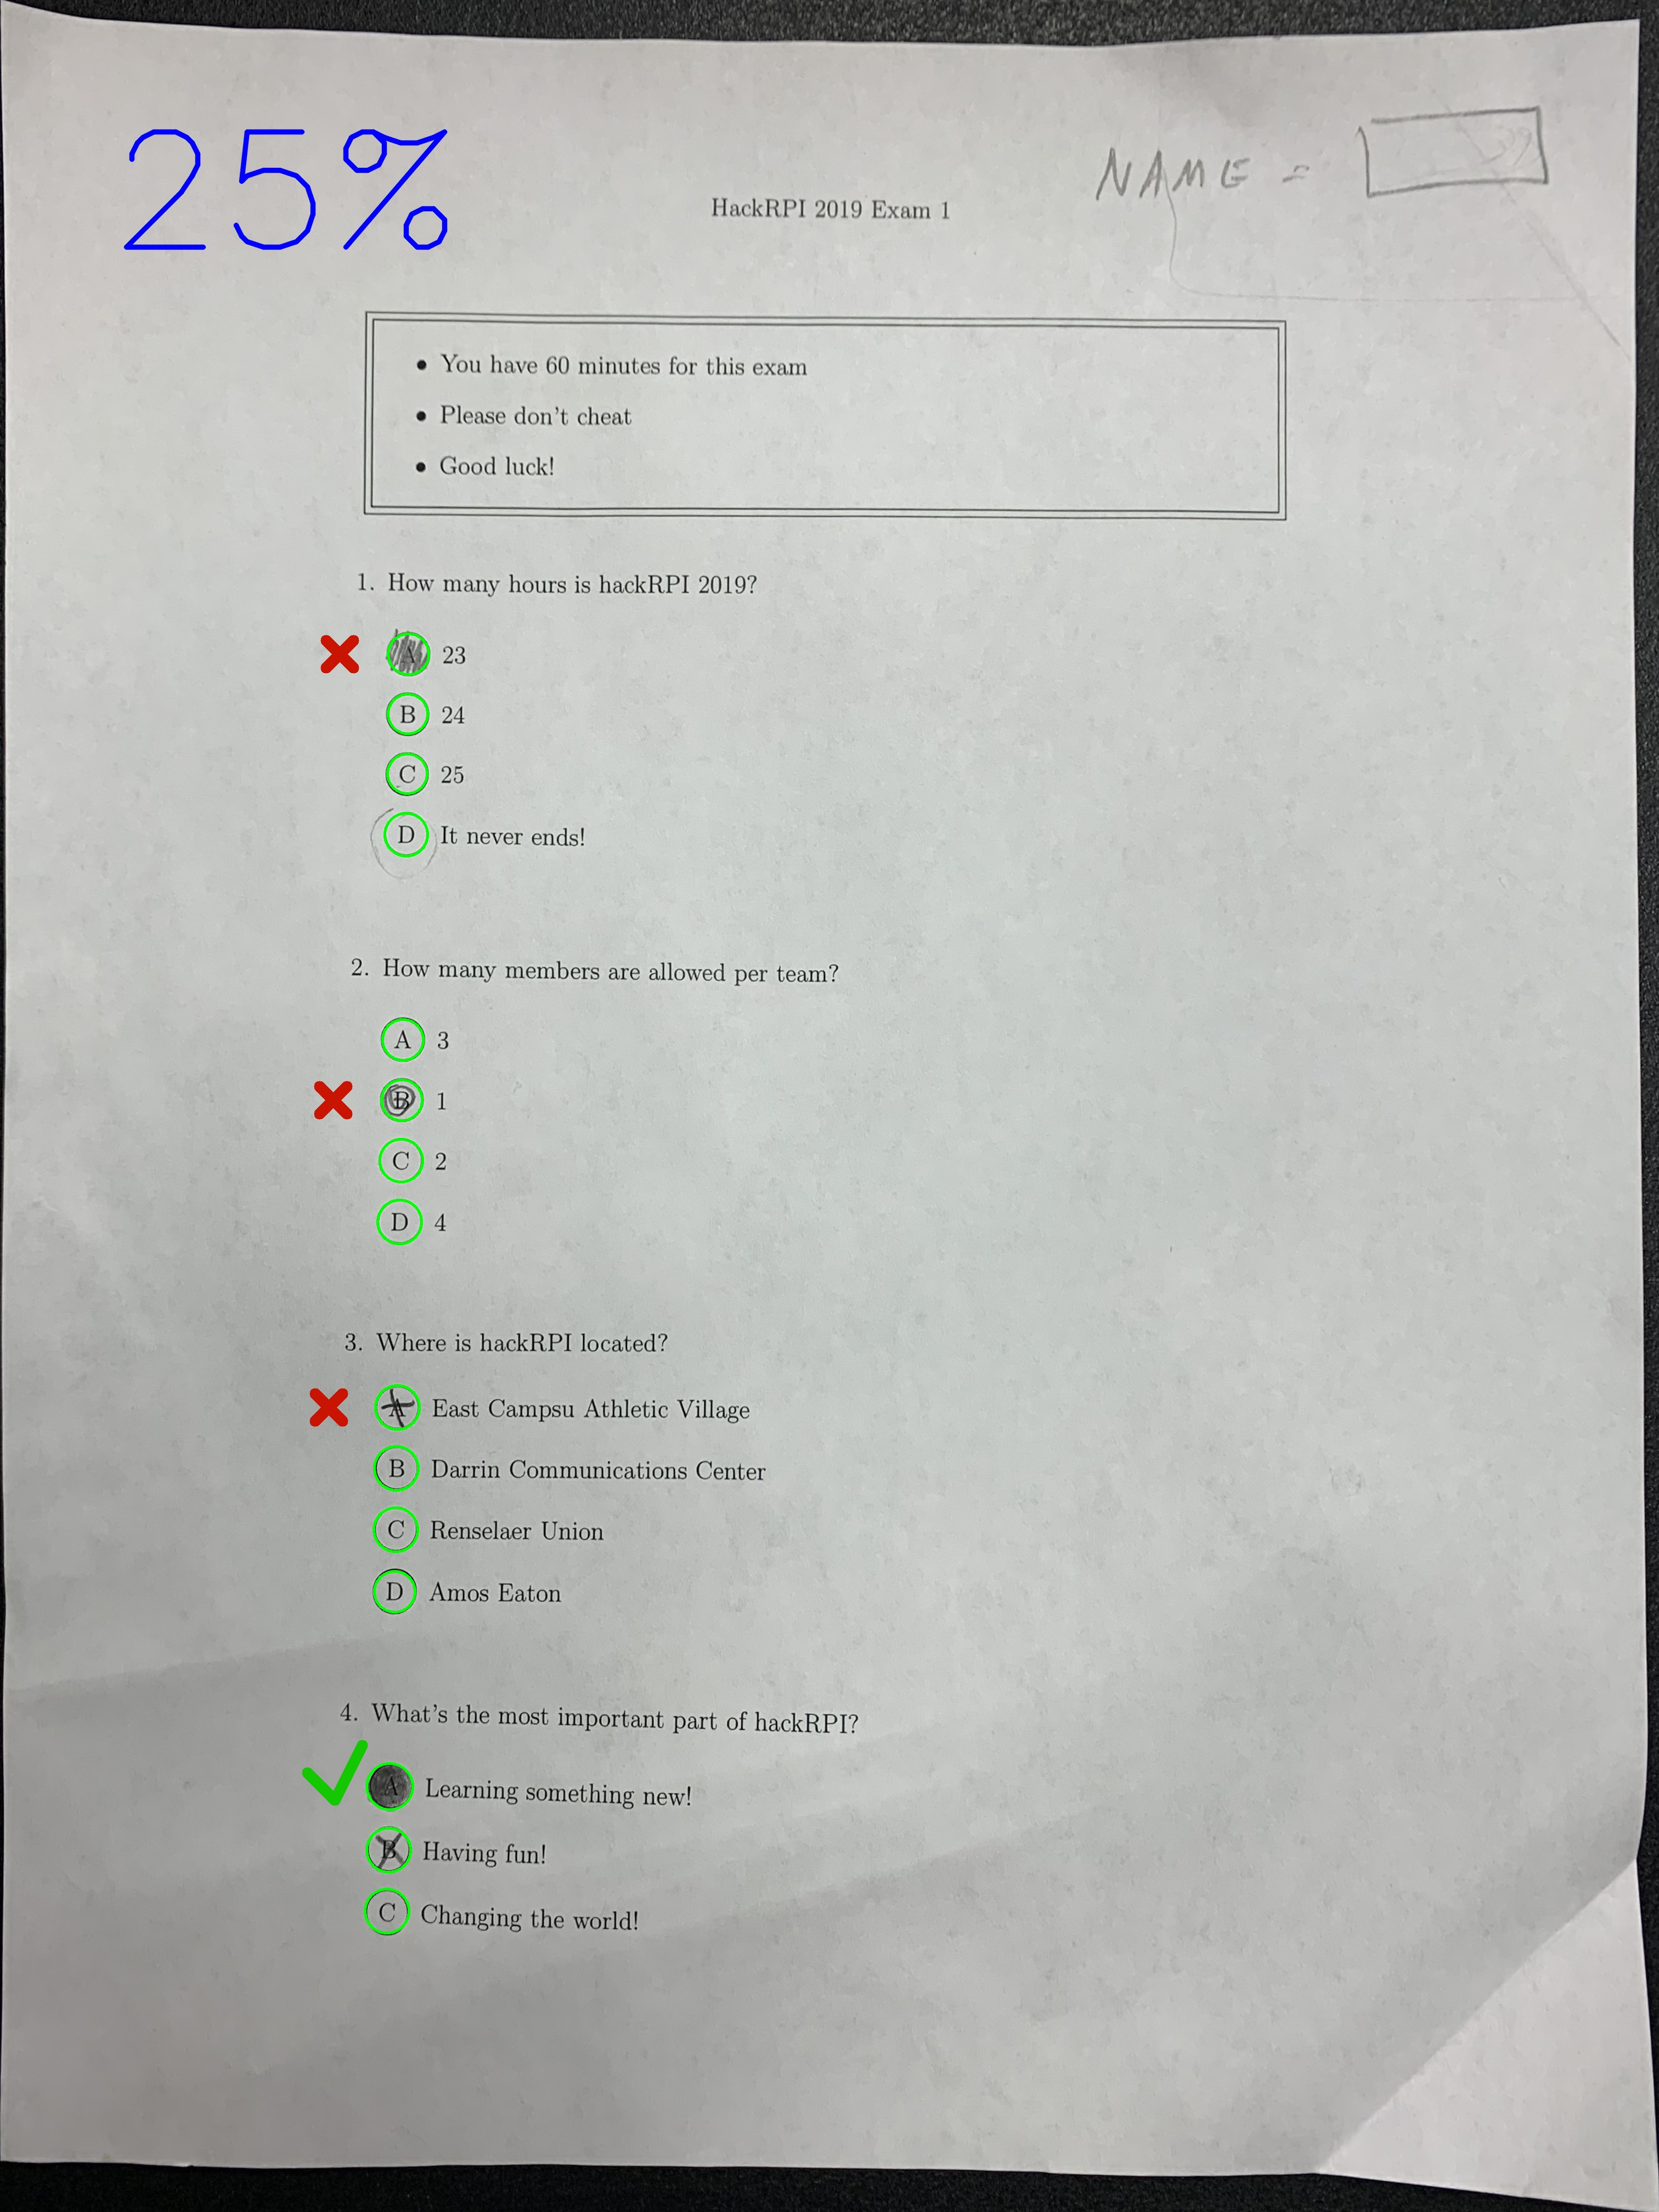 25%
NAME =
HackRPI 2019 Exam 1
• You have 60 minutes for this exam
• Please don't cheat
• Good luck!
1. How many hours is hackRPI 2019?
A 23
B 24
C 25
D It never ends!
2. How many members are allowed per team?
A 3
B 1
C 2
D 4
3. Where is hackRPI located?
A East Campsu Athletic Village
B Darrin Communications Center
C Renselaer Union
D Amos Eaton
4. What's the most important part of hackRPI?
A Learning something new!
B Having fun!
C Changing the world!